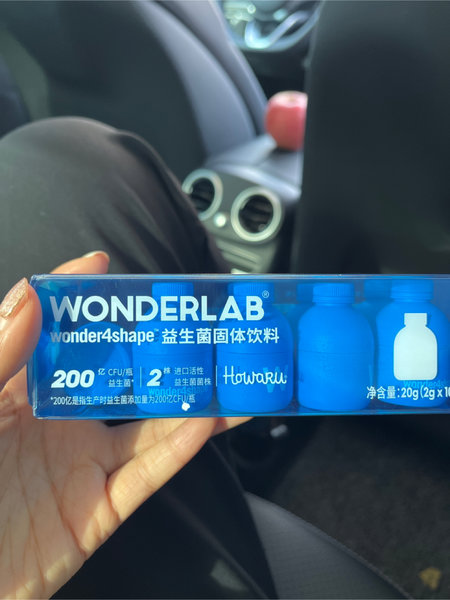 WONDERLAB®
wonder4shape™ 益生菌固体饮料
200 亿 CFU/瓶 益生菌*
2 株 进口活性 益生菌菌株
Howaru
*200亿是指生产时益生菌添加量为200亿CFU/瓶
净含量:20g(2g x 10